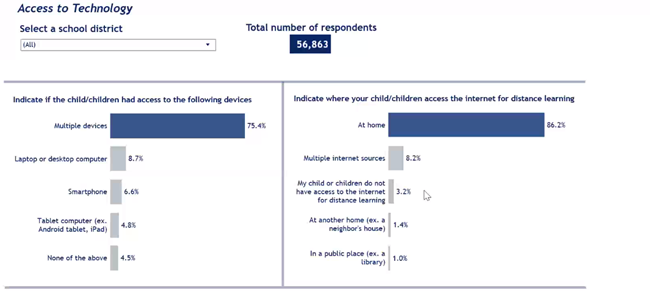 Access to Technology
Select a school district
Total number of respondents
(All)
56,863
Indicate if the child/children had access to the following devices
Multiple devices 75.4%
Laptop or desktop computer 8.7%
Smartphone 6.6%
Tablet computer (ex.
Android tablet, iPad) 4.8%
None of the above 4.5%
Indicate where your child/children access the internet for distance learning
At home 86.2%
Multiple internet sources 8.2%
My child or children do not
have access to the internet 3.2%
for distance learning
At another home (ex. a
neighbor's house) 1.4%
In a public place (ex. a
library) 1.0%